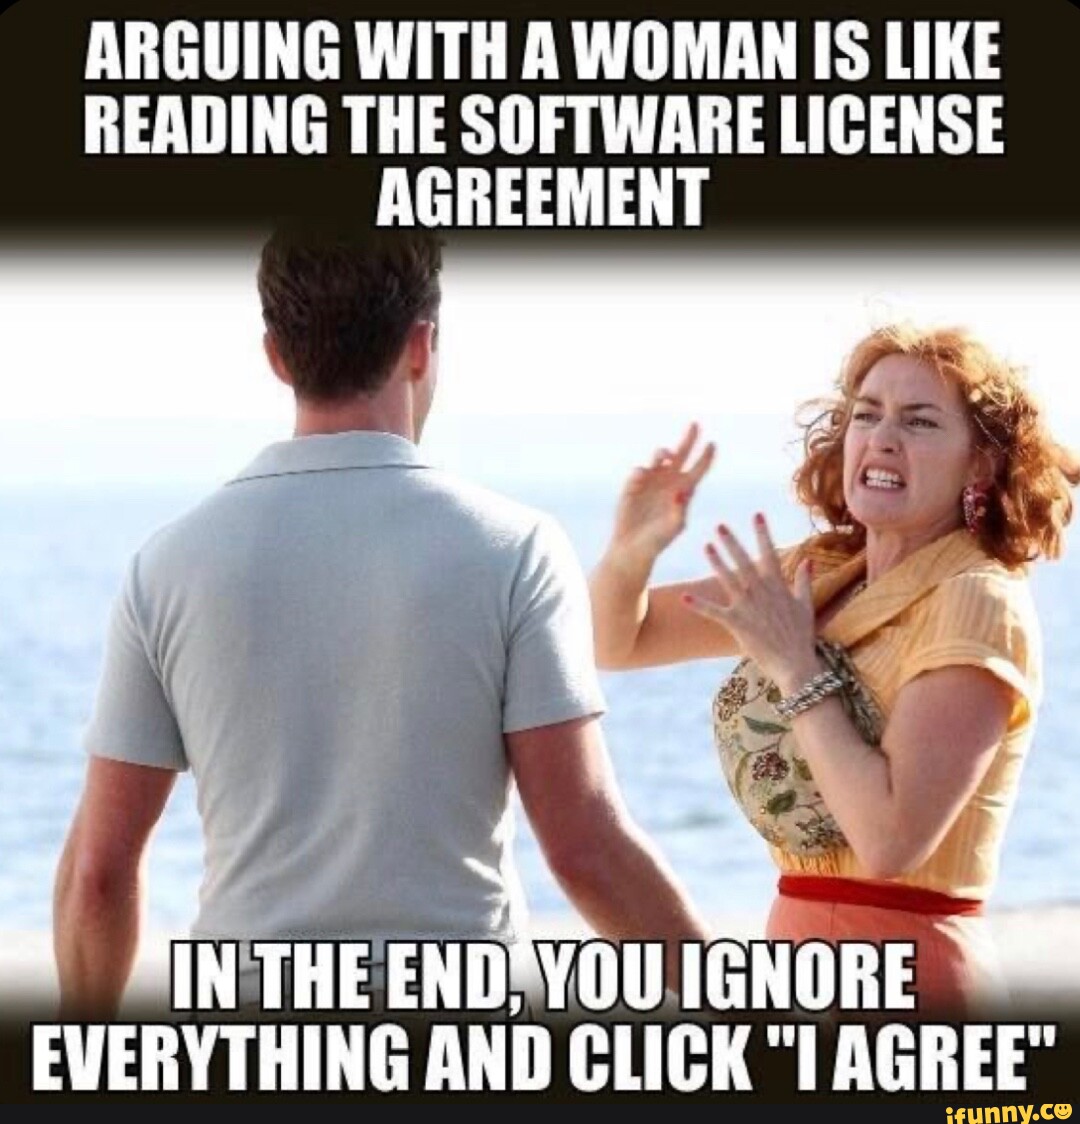 ARGUING WITH A WOMAN IS LIKE
READING THE SOFTWARE LICENSE
AGREEMENT
IN THE END, YOU IGNORE
EVERYTHING AND CLICK "I AGREE"
ifunny.co